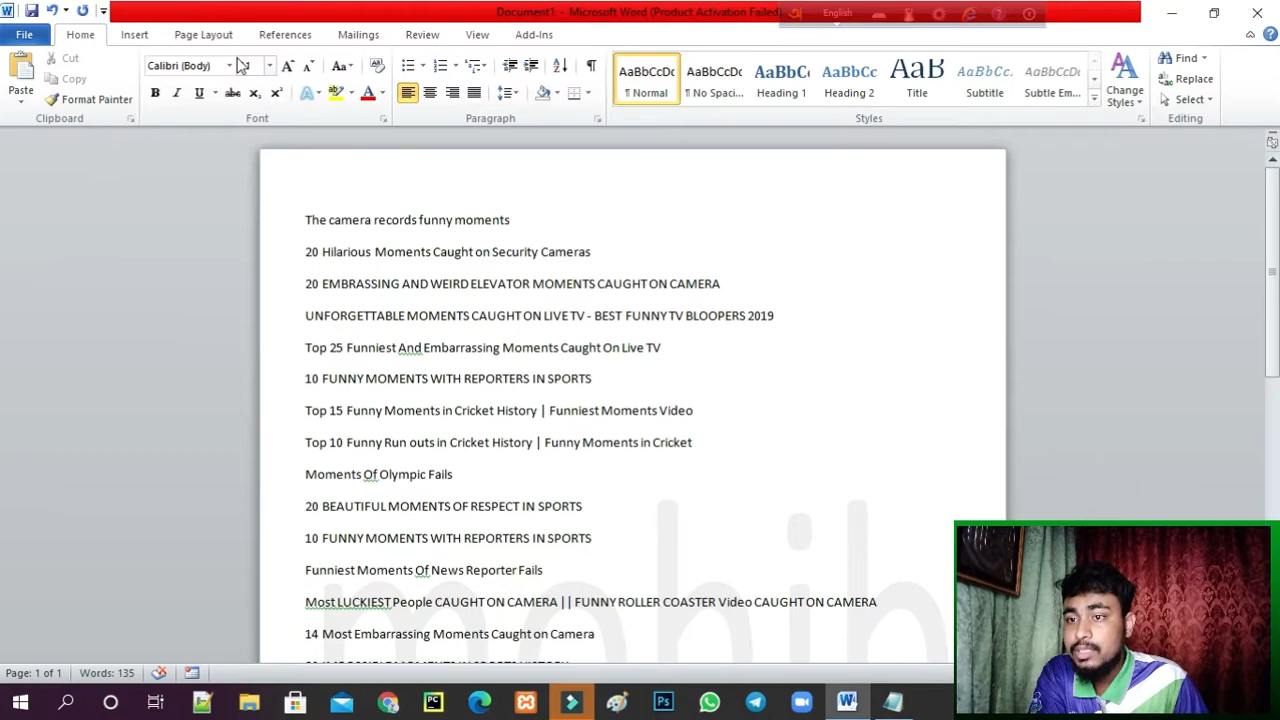 Document1 - Microsoft Word (Product Activation Failed)
English
File
Home
Insert
Page Layout
References
Mailings
Review
View
Add-Ins
Paste
Cut
Copy
Format Painter
Clipboard
Calibri (Body)
Font
Paragraph
AaBbCcDc
¶ Normal
AaBbCcDc
¶ No Spaci...
AaBbCc
Heading 1
AaBbCc
Heading 2
AaB
Title
AaBbCcI
Subtitle
AaBbCcDc
Subtle Em...
Change
Styles
Styles
Find
Replace
Select
Editing
The camera records funny moments
20 Hilarious Moments Caught on Security Cameras
20 EMBRASSING AND WEIRD ELEVATOR MOMENTS CAUGHT ON CAMERA
UNFORGETTABLE MOMENTS CAUGHT ON LIVE TV - BEST FUNNY TV BLOOPERS 2019
Top 25 Funniest And Embarrassing Moments Caught On Live TV
10 FUNNY MOMENTS WITH REPORTERS IN SPORTS
Top 15 Funny Moments in Cricket History | Funniest Moments Video
Top 10 Funny Run outs in Cricket History | Funny Moments in Cricket
Moments Of Olympic Fails
20 BEAUTIFUL MOMENTS OF RESPECT IN SPORTS
10 FUNNY MOMENTS WITH REPORTERS IN SPORTS
Funniest Moments Of News Reporter Fails
Most LUCKIEST People CAUGHT ON CAMERA || FUNNY ROLLER COASTER Video CAUGHT ON CAMERA
14 Most Embarrassing Moments Caught on Camera
mohib
Page: 1 of 1
Words: 135